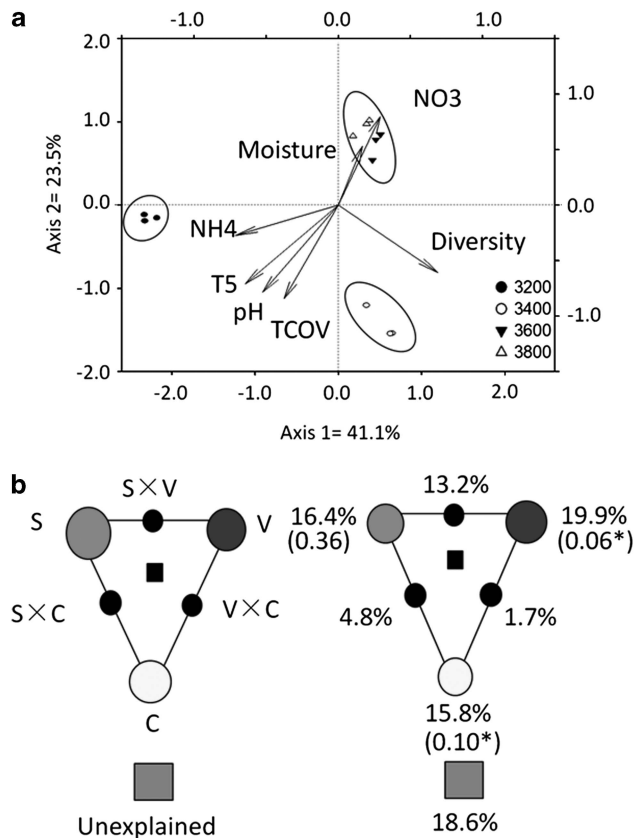 a
-1.0 0.0 1.0
2.0
1.0 NO3 1.0
Moisture
0.0 0.0
NH4
Diversity
T5
pH
TCOV
-1.0 -1.0
-2.0
3200
3400
3600
3800
Axis 2= 23.5%
-2.0 -1.0 0.0 1.0 2.0
Axis 1= 41.1%
b
S×V
S V
S×C V×C
C
Unexplained
13.2%
16.4%
(0.36)
19.9%
(0.06*)
4.8% 1.7%
15.8%
(0.10*)
18.6%